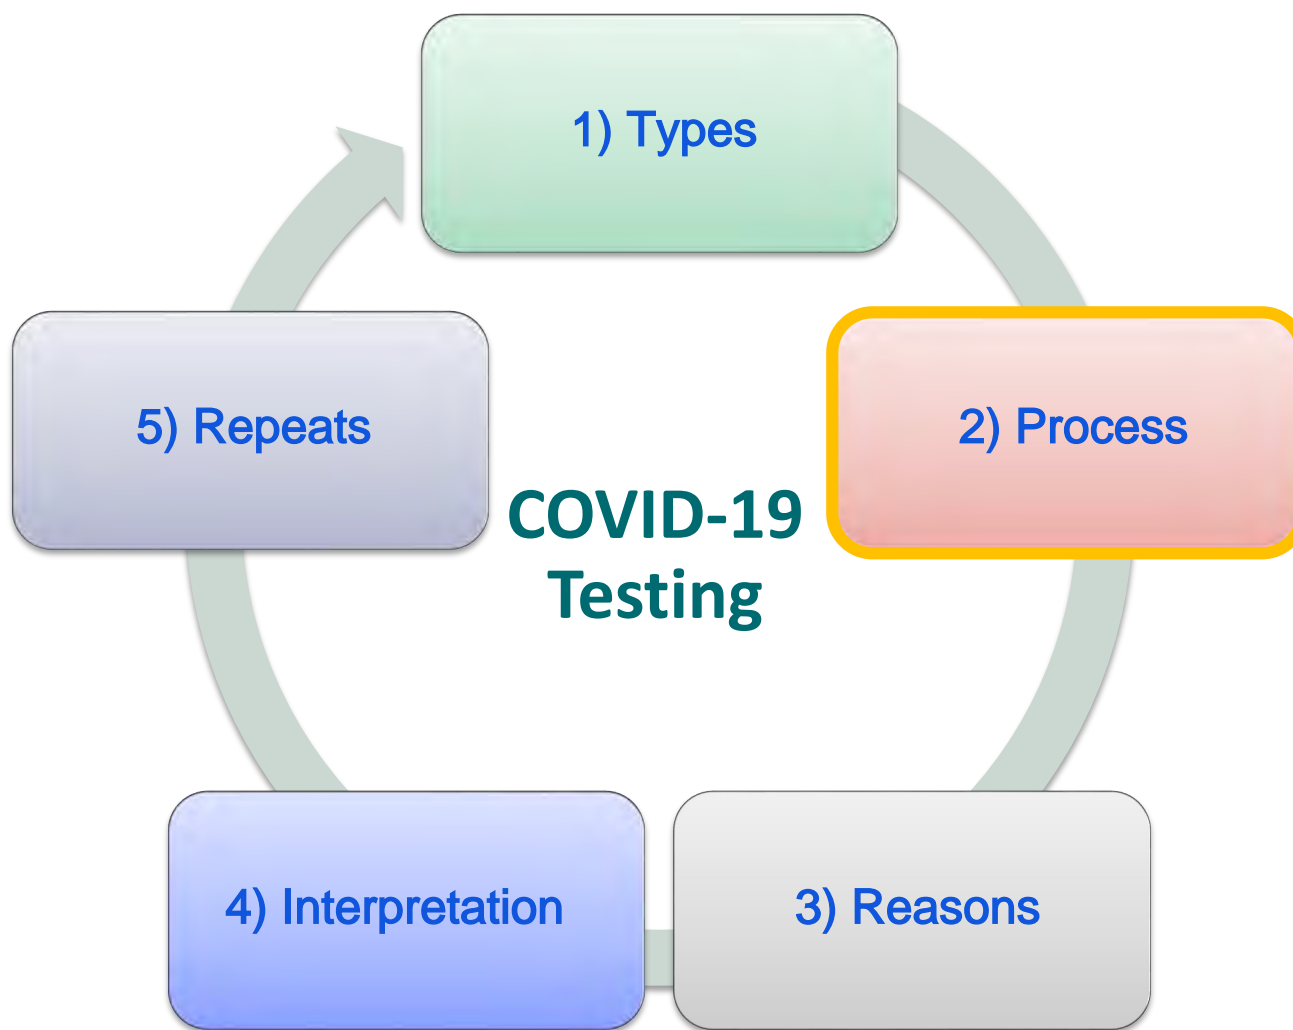 1) Types
2) Process
3) Reasons
4) Interpretation
5) Repeats
COVID-19
Testing